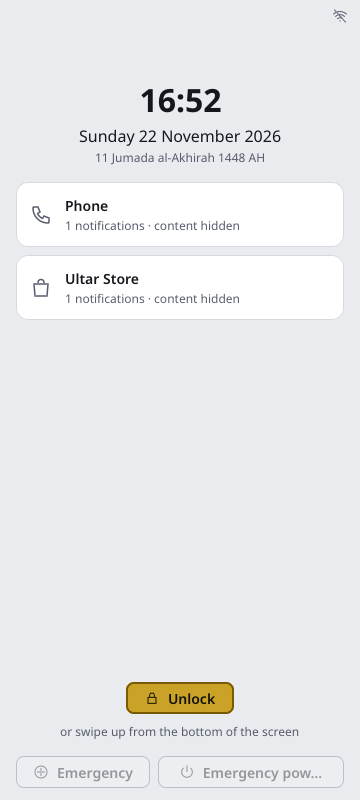 16:52
Sunday 22 November 2026
11 Jumada al-Akhirah 1448 AH
Phone
1 notifications · content hidden
Ultar Store
1 notifications · content hidden
Unlock
or swipe up from the bottom of the screen
Emergency
Emergency pow...